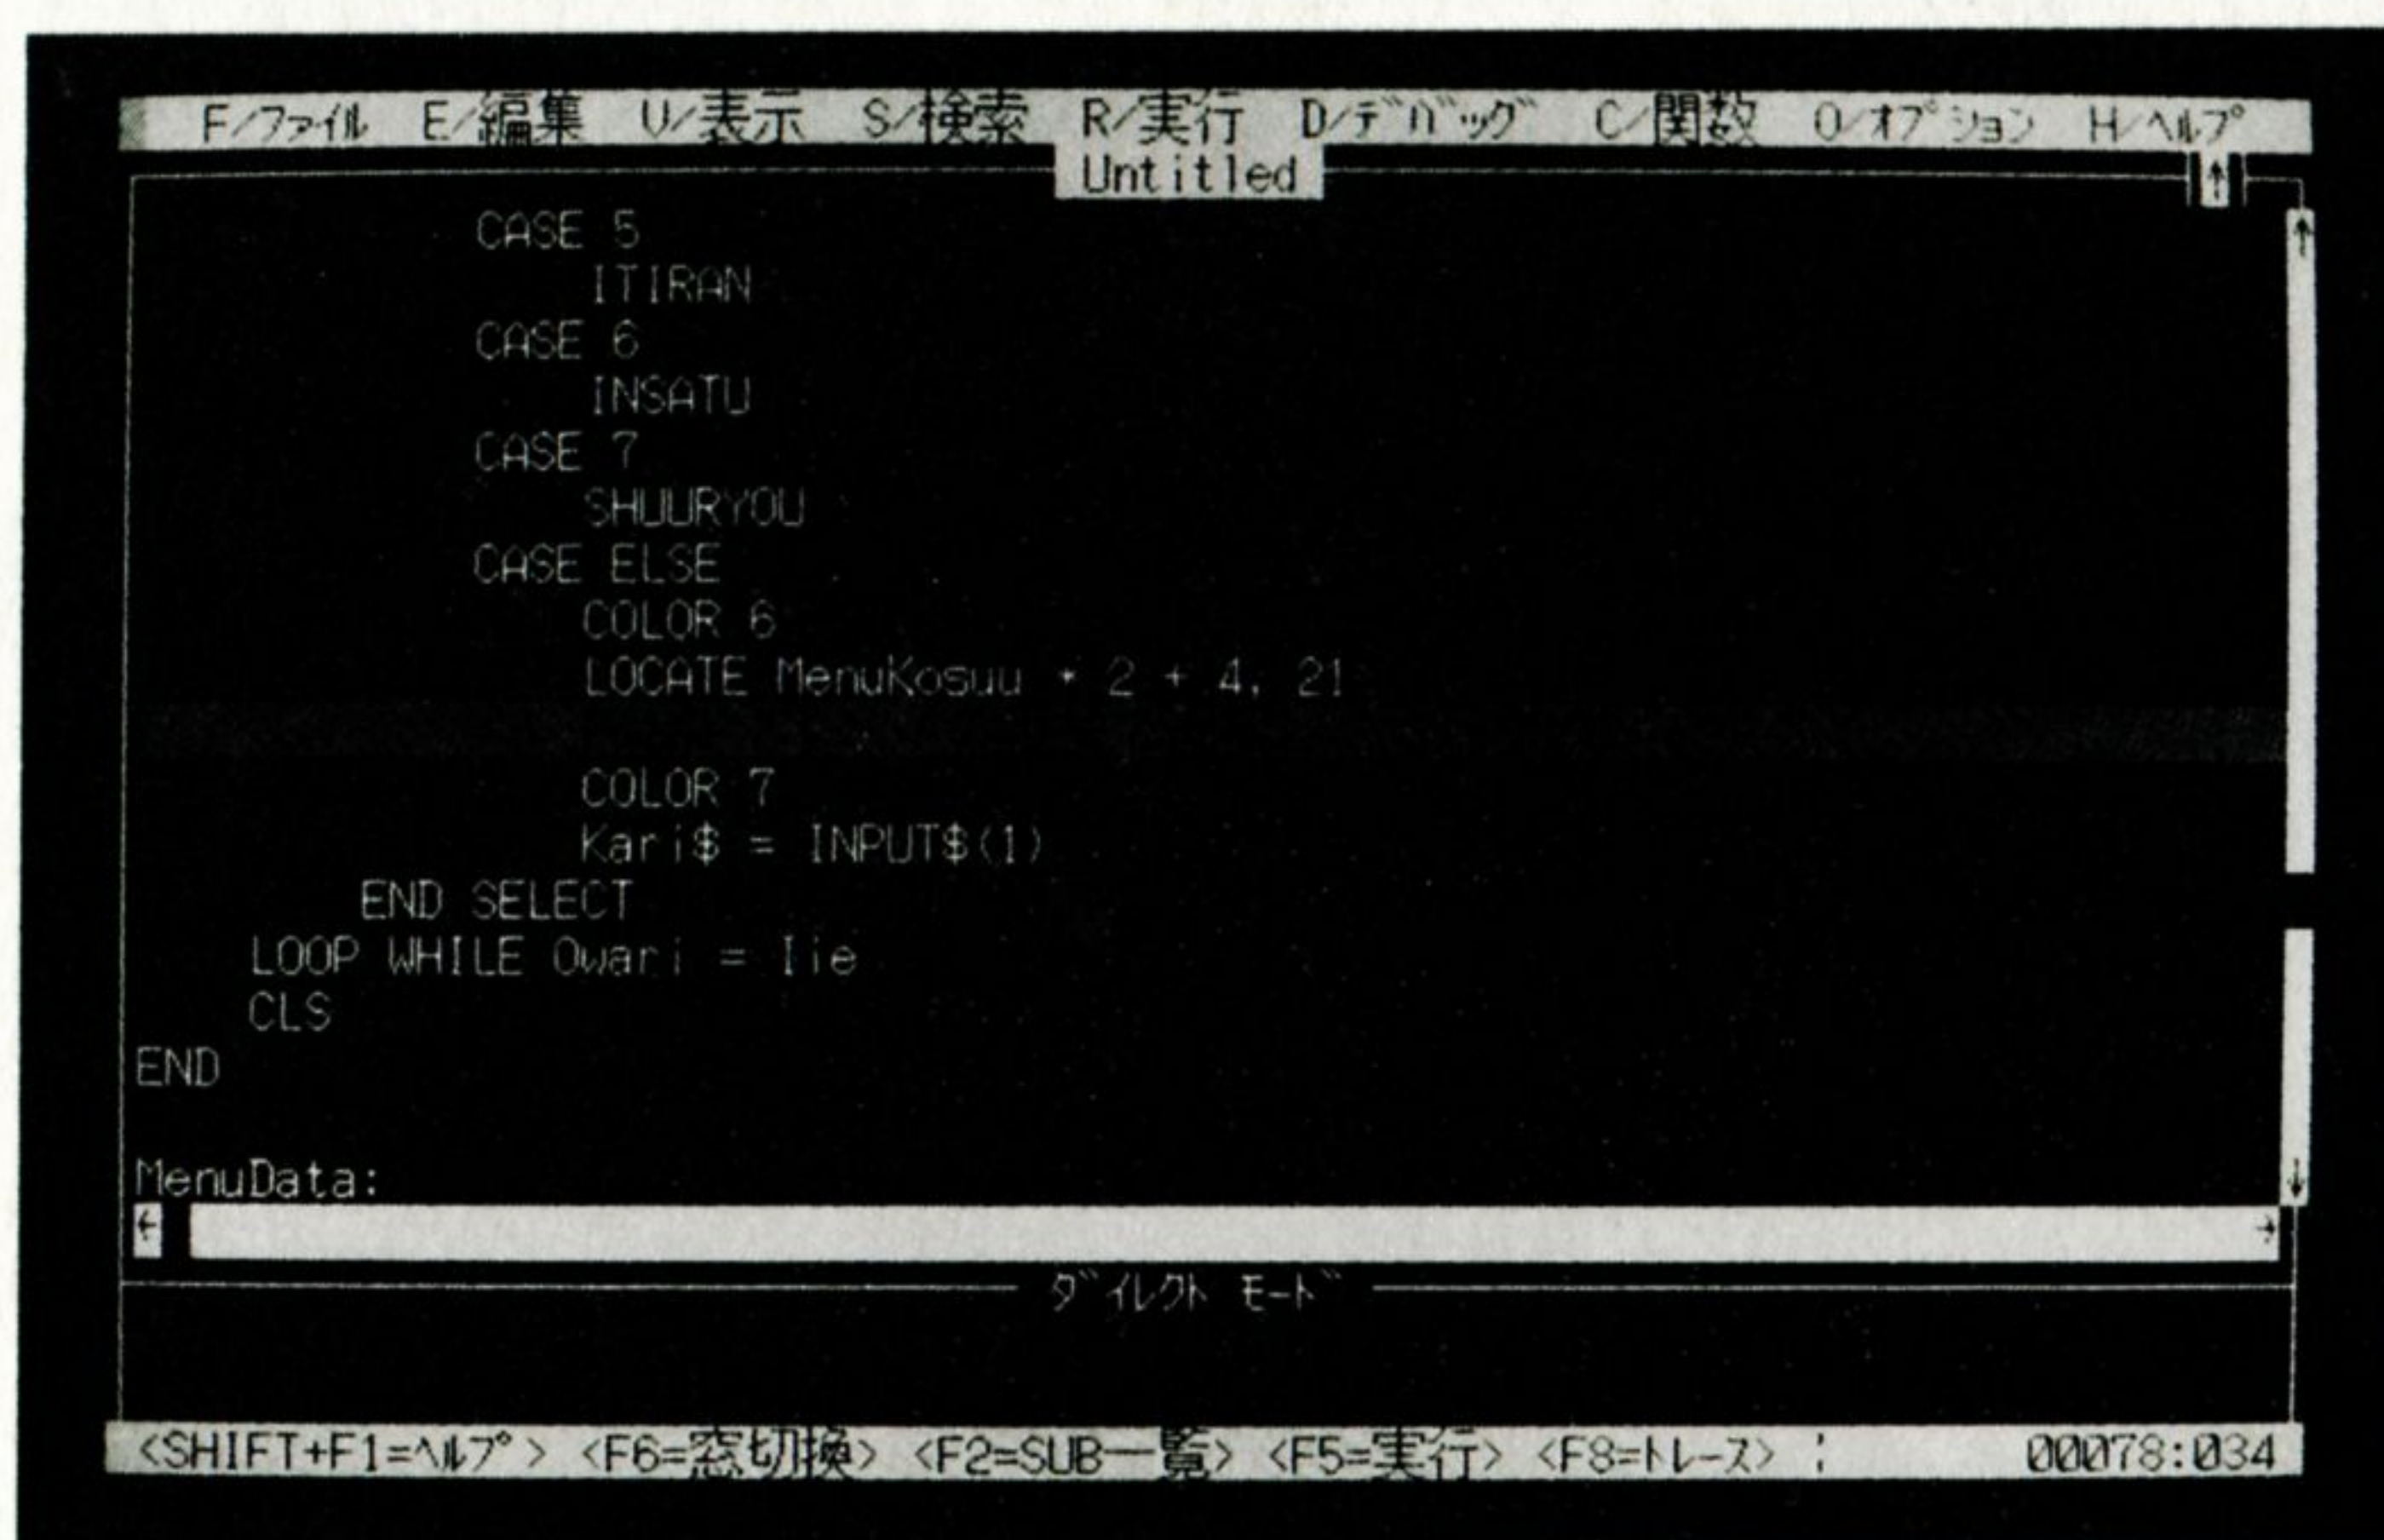 F/ファイル E/編集 V/表示 S/検索 R/実行 D/デバッグ C/関数 O/オプション H/ヘルプ
Untitled
CASE 5
ITIRAN
CASE 6
INSATU
CASE 7
SHUURYOU
CASE ELSE
COLOR 6
LOCATE MenuKosuu * 2 + 4, 21
COLOR 7
Kari$ = INPUT$(1)
END SELECT
LOOP WHILE Owari = Iie
CLS
END
MenuData:
ダイレクト モード
<SHIFT+F1=ヘルプ> <F6=窓切換> <F2=SUB一覧> <F5=実行> <F8=トレース> ¦ 00078:034